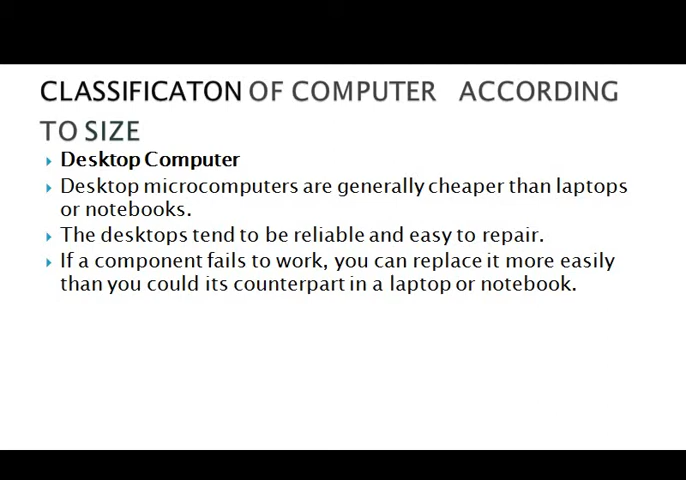 CLASSIFICATON OF COMPUTER ACCORDING
TO SIZE
Desktop Computer
Desktop microcomputers are generally cheaper than laptops
or notebooks.
The desktops tend to be reliable and easy to repair.
If a component fails to work, you can replace it more easily
than you could its counterpart in a laptop or notebook.